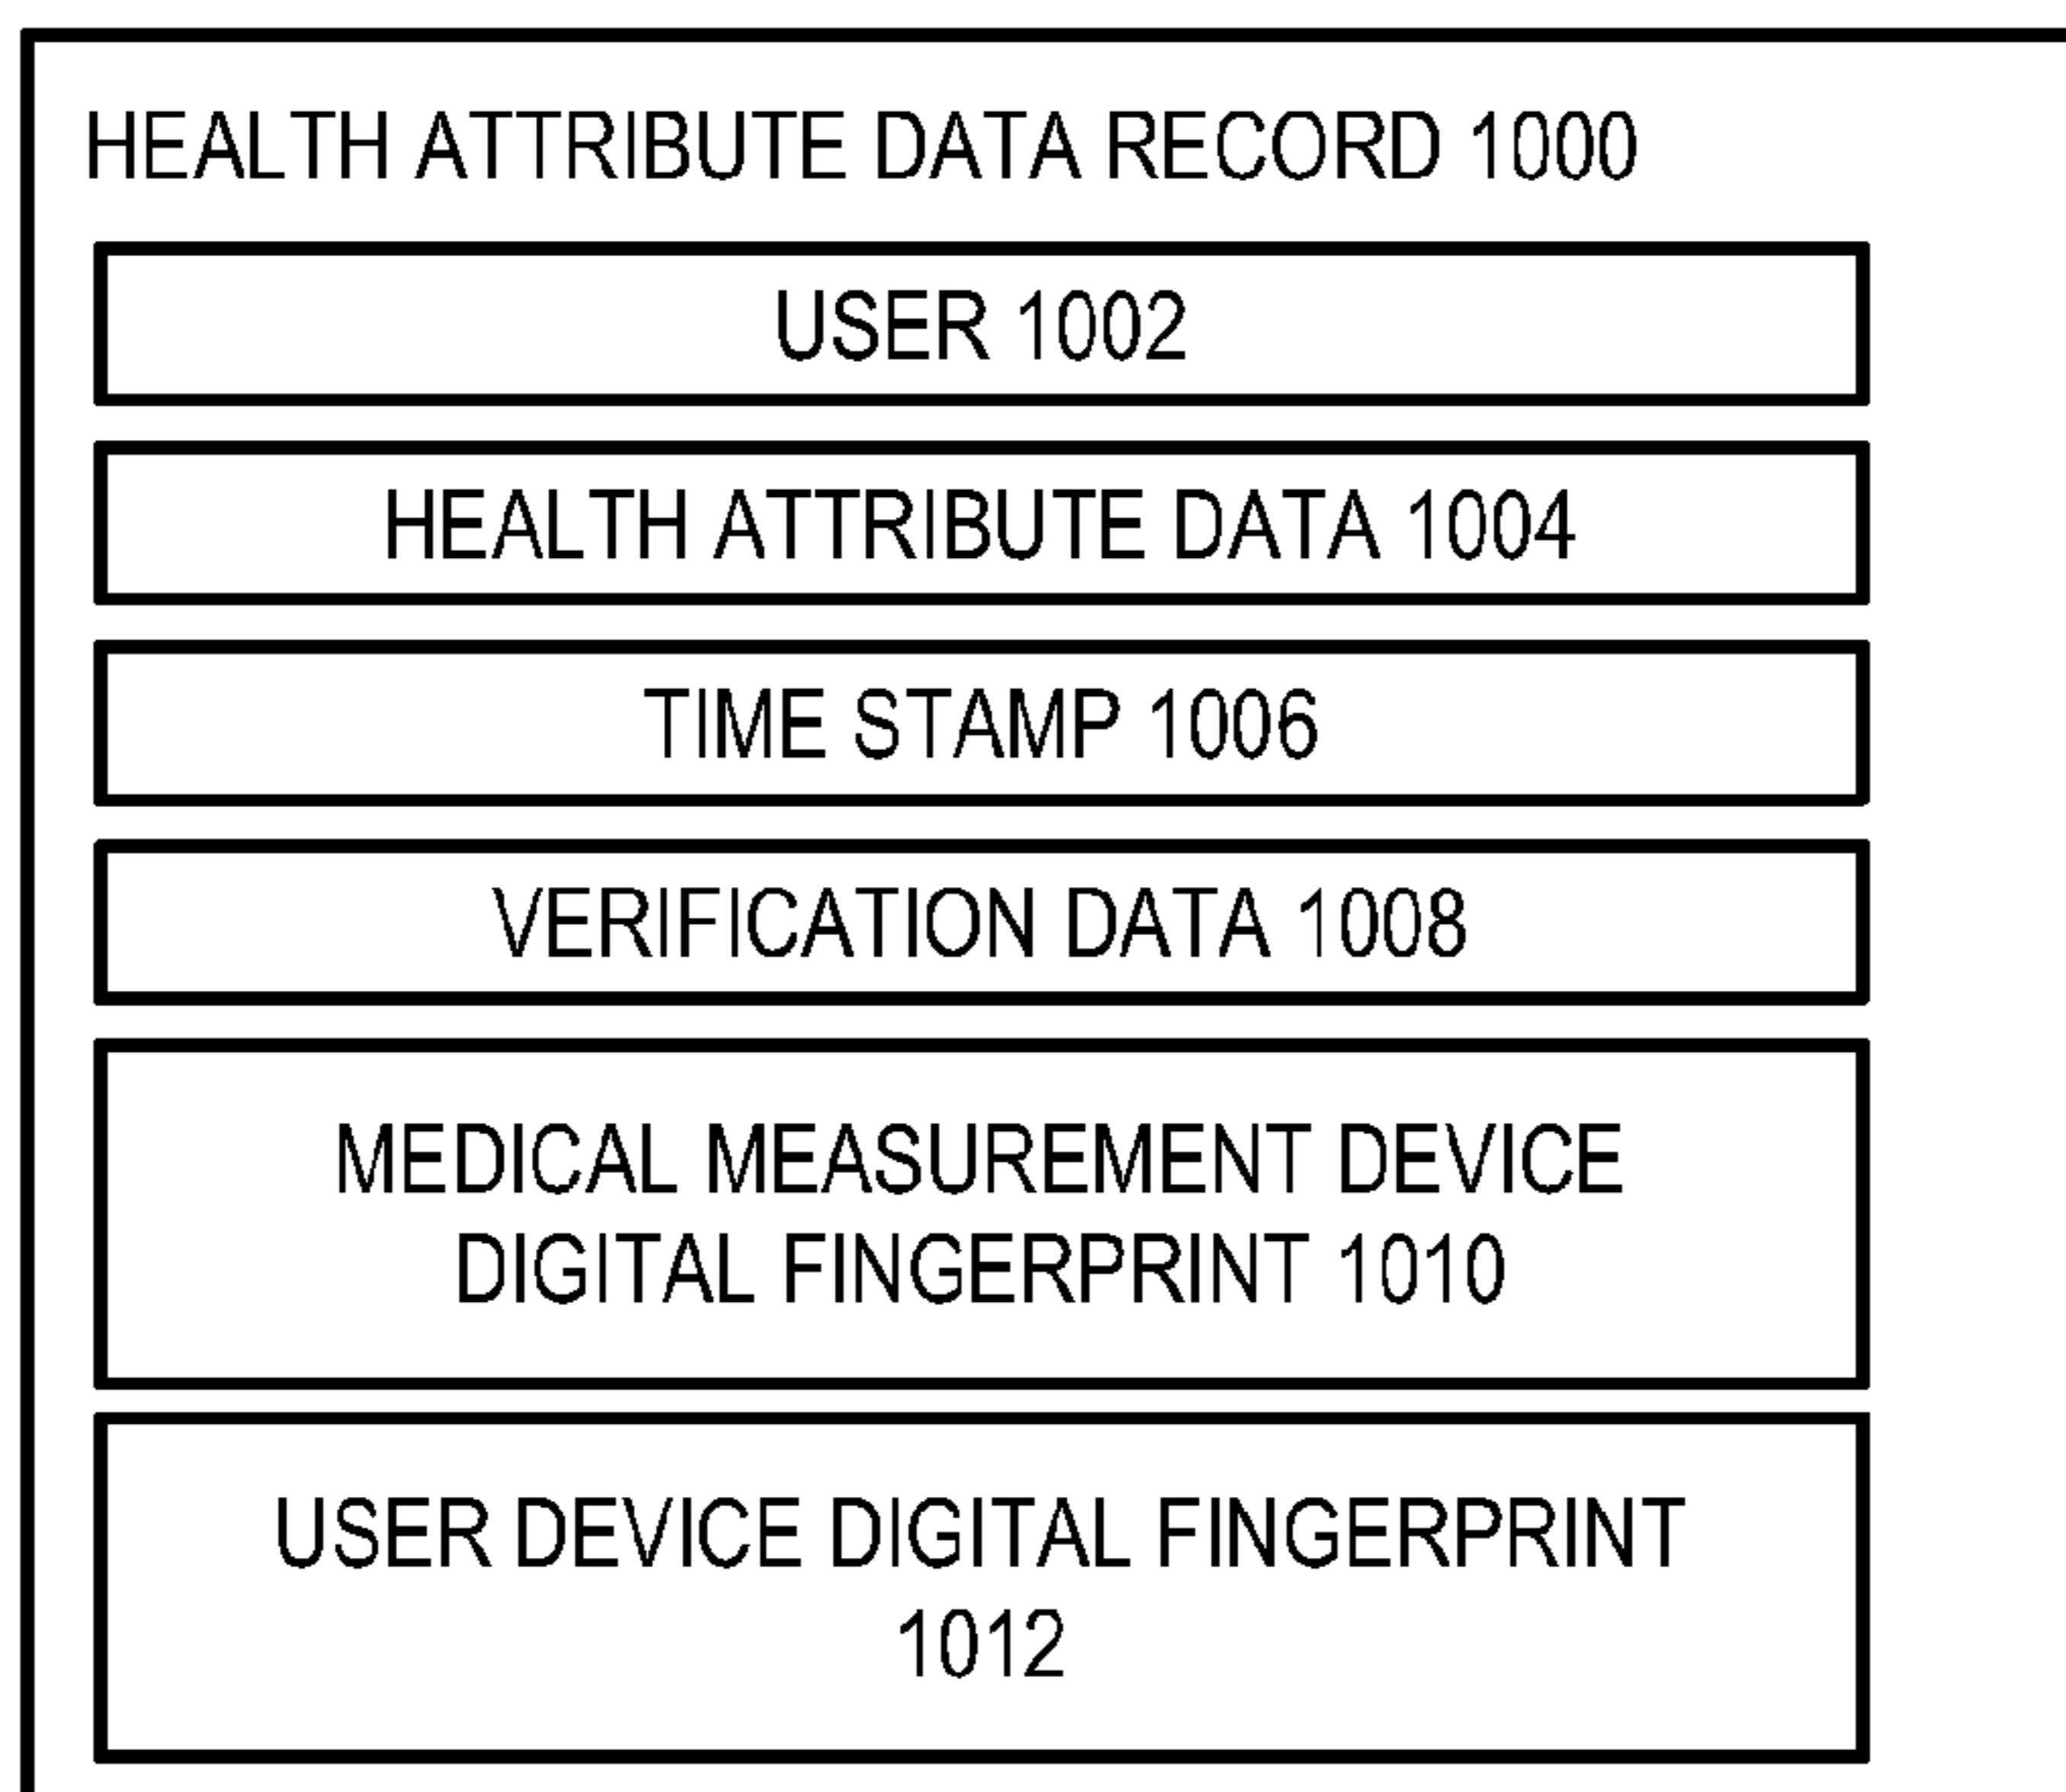 HEALTH ATTRIBUTE DATA RECORD 1000
USER 1002
HEALTH ATTRIBUTE DATA 1004
TIME STAMP 1006
VERIFICATION DATA 1008
MEDICAL MEASUREMENT DEVICE
DIGITAL FINGERPRINT 1010
USER DEVICE DIGITAL FINGERPRINT
1012